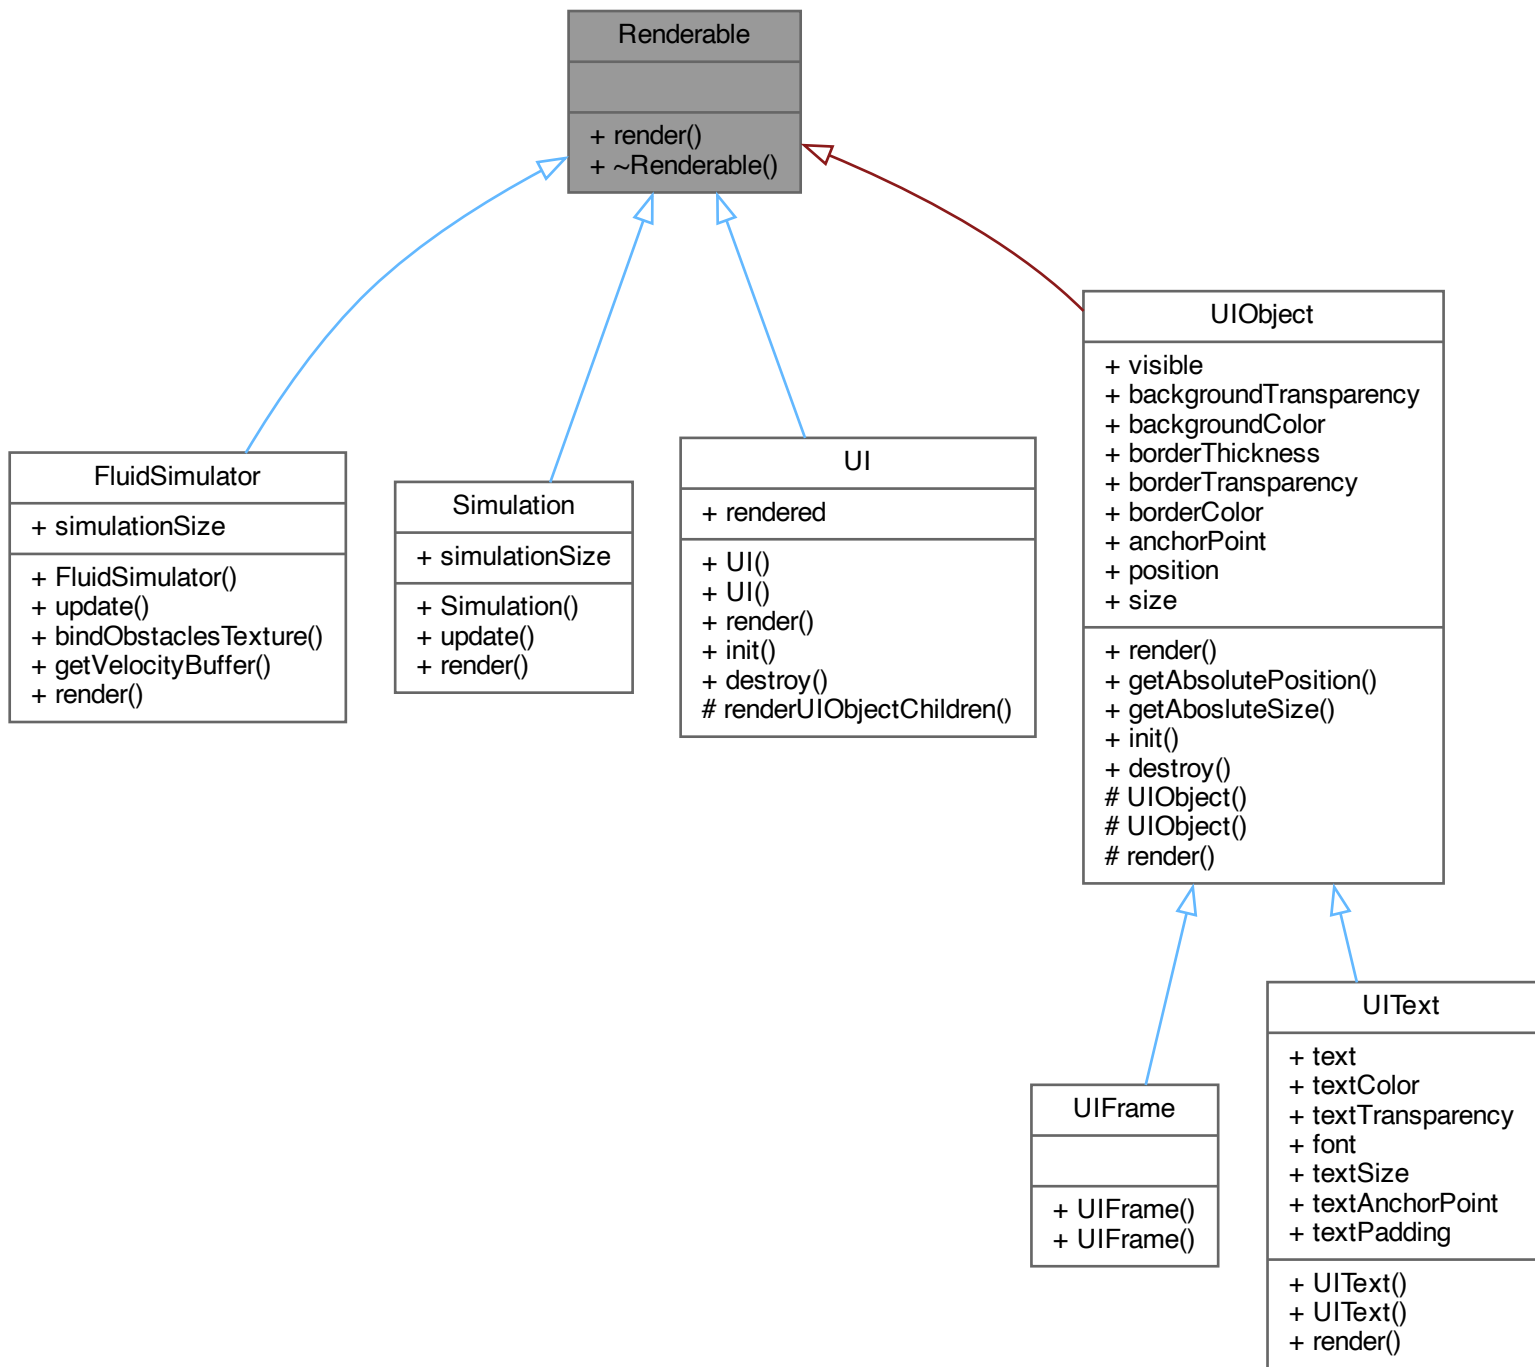 Renderable
+ render()
+ ~Renderable()
FluidSimulator
+ simulationSize
+ FluidSimulator()
+ update()
+ bindObstaclesTexture()
+ getVelocityBuffer()
+ render()
Simulation
+ simulationSize
+ Simulation()
+ update()
+ render()
UI
+ rendered
+ UI()
+ UI()
+ render()
+ init()
+ destroy()
# renderUIObjectChildren()
UIObject
+ visible
+ backgroundTransparency
+ backgroundColor
+ borderThickness
+ borderTransparency
+ borderColor
+ anchorPoint
+ position
+ size
+ render()
+ getAbsolutePosition()
+ getAbosluteSize()
+ init()
+ destroy()
# UIObject()
# UIObject()
# render()
UIFrame
+ UIFrame()
+ UIFrame()
UIText
+ text
+ textColor
+ textTransparency
+ font
+ textSize
+ textAnchorPoint
+ textPadding
+ UIText()
+ UIText()
+ render()